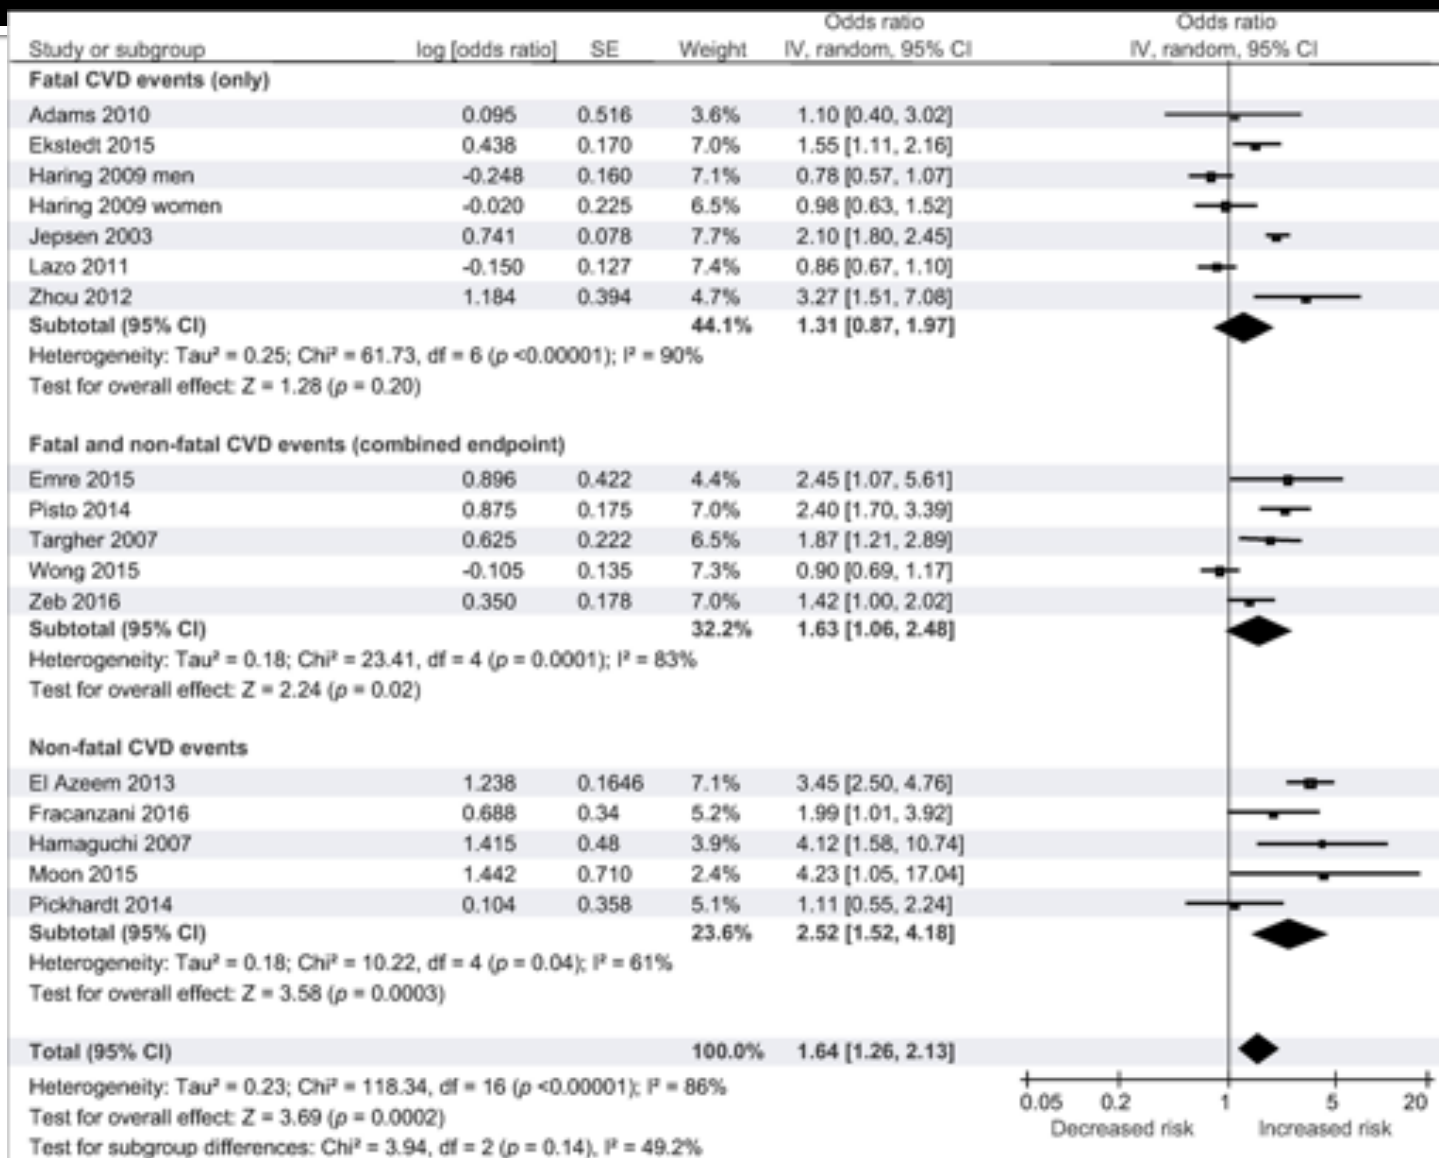 Odds ratio Odds ratio
Study or subgroup log [odds ratio] SE Weight IV, random, 95% CI IV, random, 95% CI
Fatal CVD events (only)
Adams 2010 0.095 0.516 3.6% 1.10 [0.40, 3.02]
Ekstedt 2015 0.438 0.170 7.0% 1.55 [1.11, 2.16]
Haring 2009 men -0.248 0.160 7.1% 0.78 [0.57, 1.07]
Haring 2009 women -0.020 0.225 6.5% 0.98 [0.63, 1.52]
Jepsen 2003 0.741 0.078 7.7% 2.10 [1.80, 2.45]
Lazo 2011 -0.150 0.127 7.4% 0.86 [0.67, 1.10]
Zhou 2012 1.184 0.394 4.7% 3.27 [1.51, 7.08]
Subtotal (95% CI) 44.1% 1.31 [0.87, 1.97]
Heterogeneity: Tau² = 0.25; Chi² = 61.73, df = 6 (p <0.00001); I² = 90%
Test for overall effect: Z = 1.28 (p = 0.20)
Fatal and non-fatal CVD events (combined endpoint)
Emre 2015 0.896 0.422 4.4% 2.45 [1.07, 5.61]
Pisto 2014 0.875 0.175 7.0% 2.40 [1.70, 3.39]
Targher 2007 0.625 0.222 6.5% 1.87 [1.21, 2.89]
Wong 2015 -0.105 0.135 7.3% 0.90 [0.69, 1.17]
Zeb 2016 0.350 0.178 7.0% 1.42 [1.00, 2.02]
Subtotal (95% CI) 32.2% 1.63 [1.06, 2.48]
Heterogeneity: Tau² = 0.18; Chi² = 23.41, df = 4 (p = 0.0001); I² = 83%
Test for overall effect: Z = 2.24 (p = 0.02)
Non-fatal CVD events
El Azeem 2013 1.238 0.1646 7.1% 3.45 [2.50, 4.76]
Fracanzani 2016 0.688 0.34 5.2% 1.99 [1.01, 3.92]
Hamaguchi 2007 1.415 0.48 3.9% 4.12 [1.58, 10.74]
Moon 2015 1.442 0.710 2.4% 4.23 [1.05, 17.04]
Pickhardt 2014 0.104 0.358 5.1% 1.11 [0.55, 2.24]
Subtotal (95% CI) 23.6% 2.52 [1.52, 4.18]
Heterogeneity: Tau² = 0.18; Chi² = 10.22, df = 4 (p = 0.04); I² = 61%
Test for overall effect: Z = 3.58 (p = 0.0003)
Total (95% CI) 100.0% 1.64 [1.26, 2.13]
Heterogeneity: Tau² = 0.23; Chi² = 118.34, df = 16 (p <0.00001); I² = 86%
Test for overall effect: Z = 3.69 (p = 0.0002)
Test for subgroup differences: Chi² = 3.94, df = 2 (p = 0.14), I² = 49.2%
0.05 0.2 1 5 20
Decreased risk Increased risk